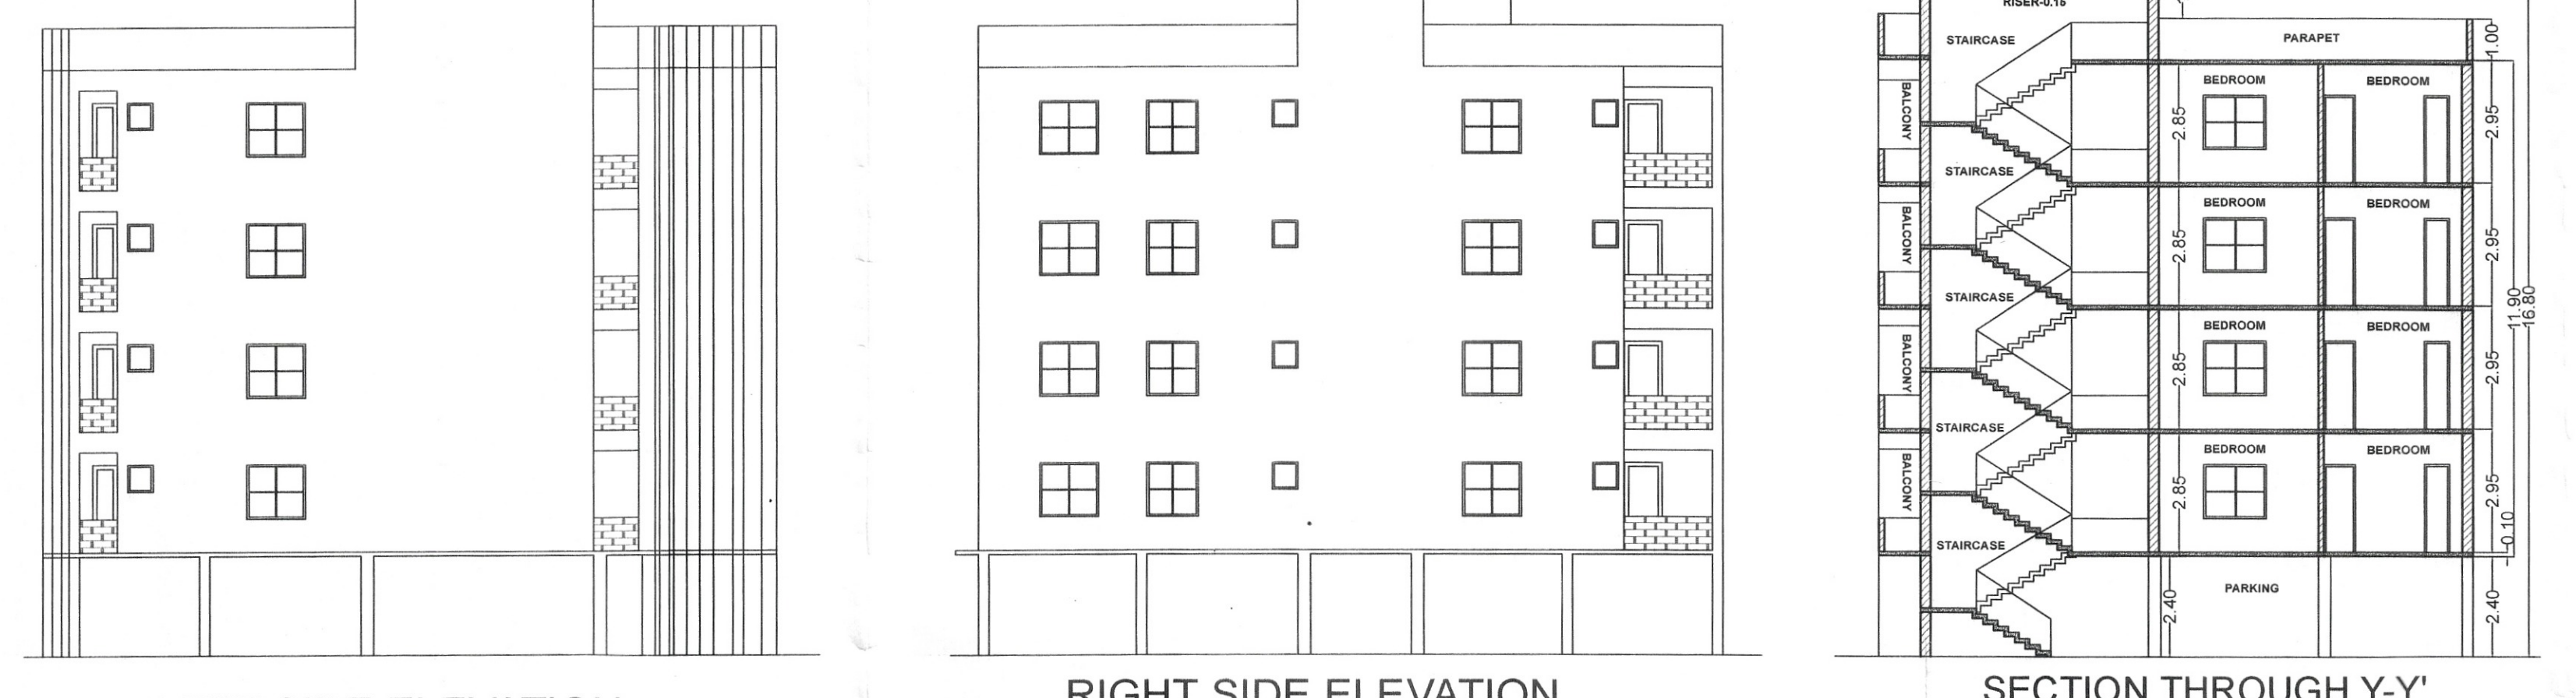 RISER-0.15
STAIRCASE
PARAPET
1.00
BALCONY
BEDROOM
BEDROOM
2.85
2.95
STAIRCASE
BALCONY
BEDROOM
BEDROOM
2.85
2.95
STAIRCASE
11.90
16.80
BALCONY
BEDROOM
BEDROOM
2.85
2.95
STAIRCASE
BALCONY
BEDROOM
BEDROOM
2.85
2.95
0.10
STAIRCASE
PARKING
2.40
2.40
RIGHT SIDE ELEVATION
SECTION THROUGH Y-Y'